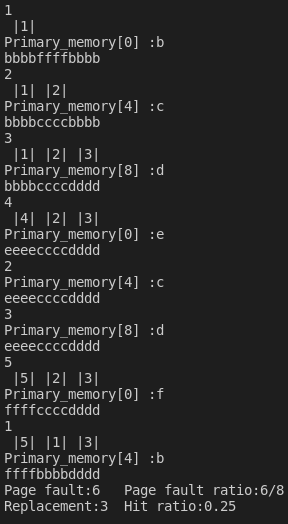 1
|1|
Primary_memory[0] :b
bbbbffffbbbb
2
|1| |2|
Primary_memory[4] :c
bbbbccccbbbb
3
|1| |2| |3|
Primary_memory[8] :d
bbbbccccdddd
4
|4| |2| |3|
Primary_memory[0] :e
eeeeccccdddd
2
Primary_memory[4] :c
eeeeccccdddd
3
Primary_memory[8] :d
eeeeccccdddd
5
|5| |2| |3|
Primary_memory[0] :f
ffffccccdddd
1
|5| |1| |3|
Primary_memory[4] :b
ffffbbbbdddd
Page fault:6   Page fault ratio:6/8
Replacement:3  Hit ratio:0.25